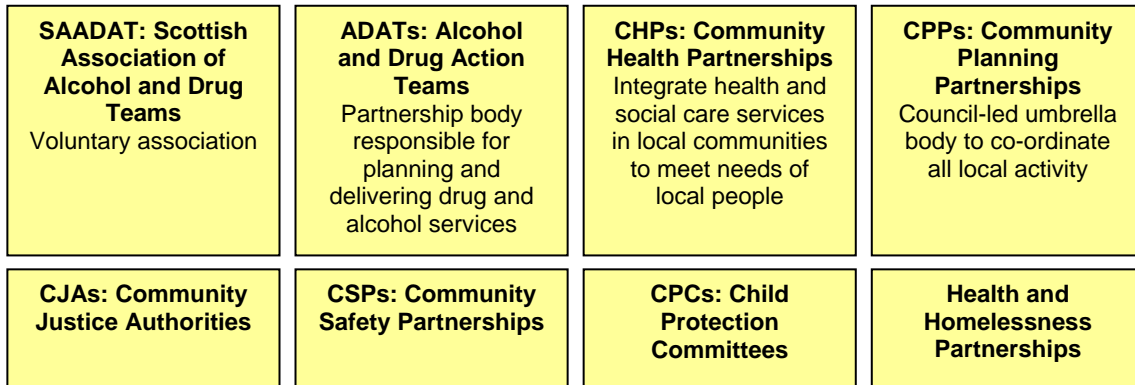 SAADAT: Scottish
Association of
Alcohol and Drug
Teams
Voluntary association
ADATs: Alcohol
and Drug Action
Teams
Partnership body
responsible for
planning and
delivering drug and
alcohol services
CHPs: Community
Health Partnerships
Integrate health and
social care services
in local communities
to meet needs of
local people
CPPs: Community
Planning
Partnerships
Council-led umbrella
body to co-ordinate
all local activity
CJAs: Community
Justice Authorities
CSPs: Community
Safety Partnerships
CPCs: Child
Protection
Committees
Health and
Homelessness
Partnerships